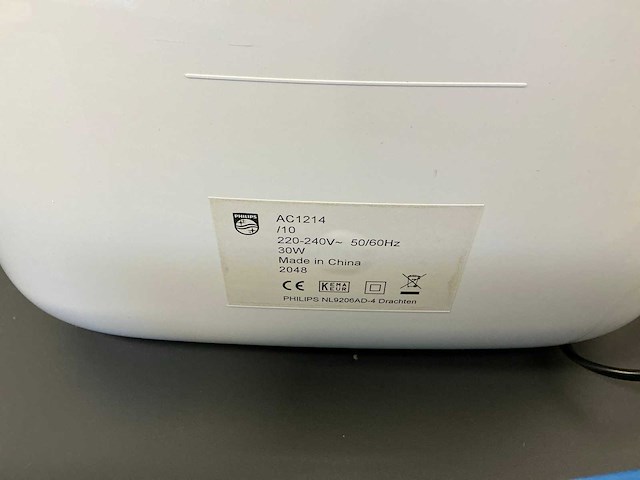 PHILIPS
AC1214
/10
220-240V~ 50/60Hz
30W
Made in China
2048
CE KEMA KEUR
PHILIPS NL9206AD-4 Drachten